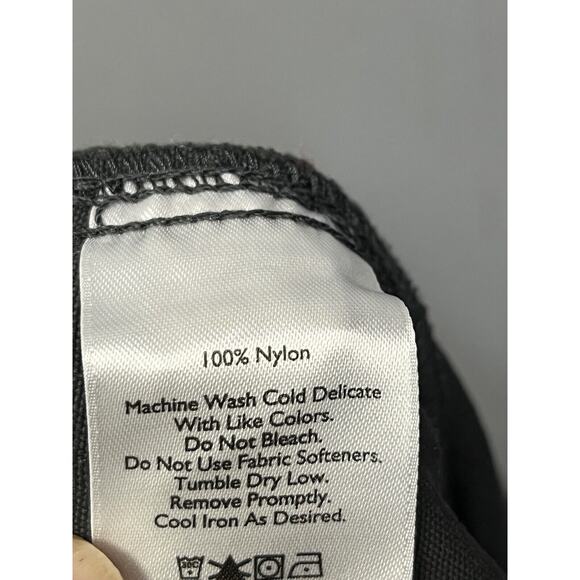 100% Nylon
Machine Wash Cold Delicate
With Like Colors.
Do Not Bleach.
Do Not Use Fabric Softeners.
Tumble Dry Low.
Remove Promptly.
Cool Iron As Desired.
30C